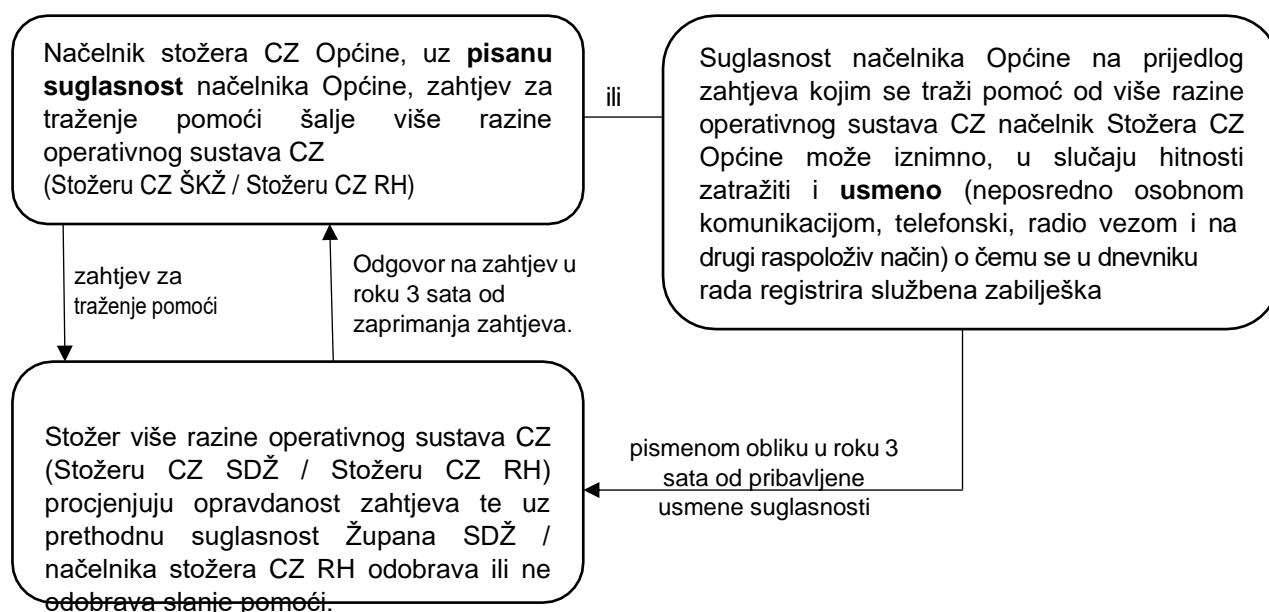 Načelnik stožera CZ Općine, uz pisanu
suglasnost načelnika Općine, zahtjev za
traženje pomoći šalje više razine
operativnog sustava CZ
(Stožeru CZ ŠKŽ / Stožeru CZ RH)
ili
Suglasnost načelnika Općine na prijedlog
zahtjeva kojim se traži pomoć od više razine
operativnog sustava CZ načelnik Stožera CZ
Općine može iznimno, u slučaju hitnosti
zatražiti i usmeno (neposredno osobnom
komunikacijom, telefonski, radio vezom i na
drugi raspoloživ način) o čemu se u dnevniku
rada registrira službena zabilješka
zahtjev za
traženje pomoći
Odgovor na zahtjev u
roku 3 sata od
zaprimanja zahtjeva.
Stožer više razine operativnog sustava CZ
(Stožeru CZ SDŽ / Stožeru CZ RH)
procjenjuju opravdanost zahtjeva te uz
prethodnu suglasnost Župana SDŽ /
načelnika stožera CZ RH odobrava ili ne
odobrava slanje pomoći.
pismenom obliku u roku 3
sata od pribavljene
usmene suglasnosti